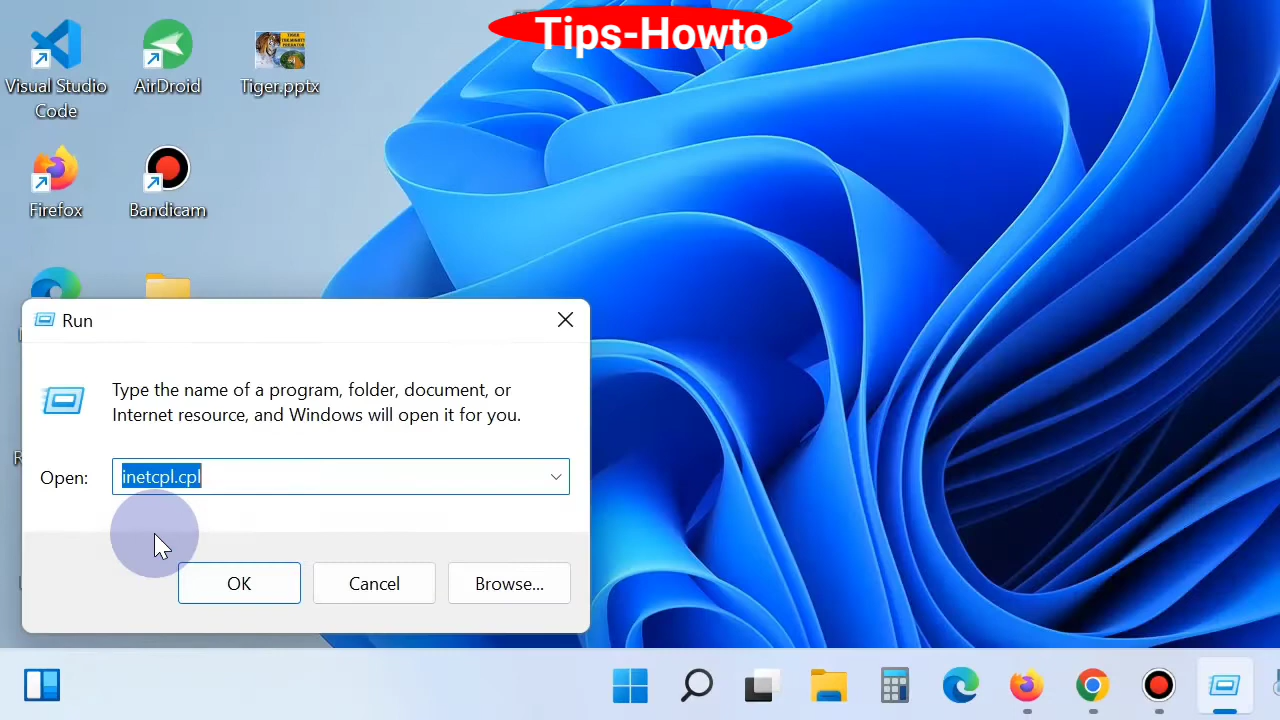 Tips-Howto
Visual Studio
Code
AirDroid
Tiger.pptx
Firefox
Bandicam
Run
Type the name of a program, folder, document, or
Internet resource, and Windows will open it for you.
Open:
inetcpl.cpl
OK
Cancel
Browse...